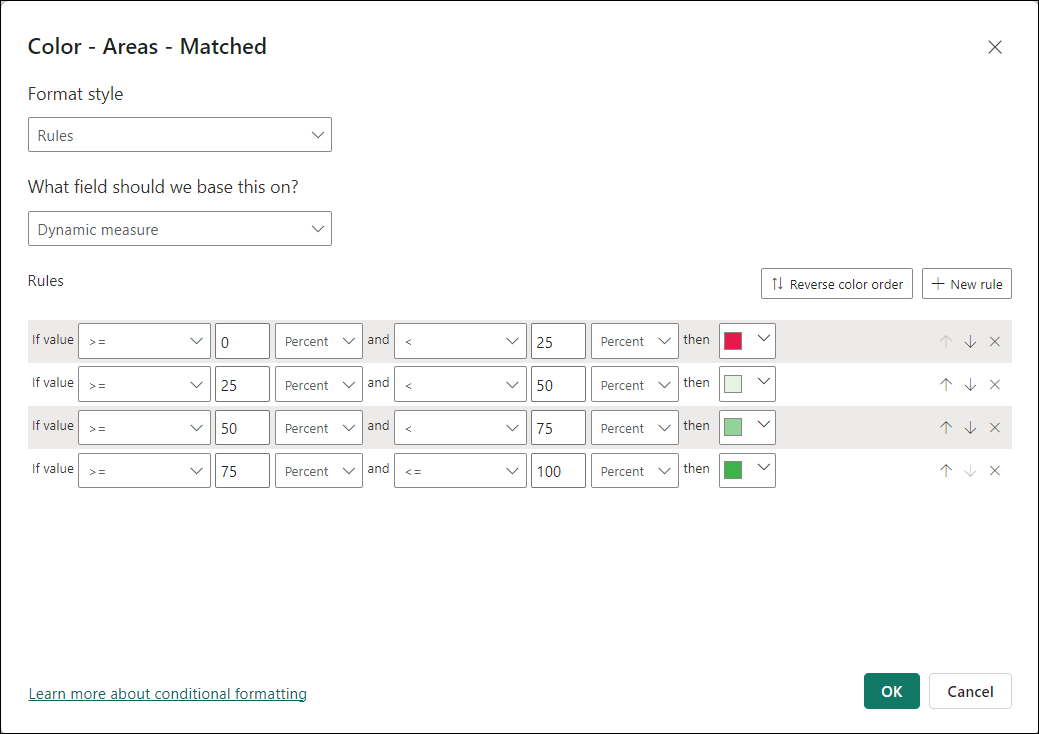 Color - Areas - Matched
Format style
Rules
What field should we base this on?
Dynamic measure
Rules
Reverse color order
New rule
If value >= 0 Percent and < 25 Percent then
If value >= 25 Percent and < 50 Percent then
If value >= 50 Percent and < 75 Percent then
If value >= 75 Percent and <= 100 Percent then
Learn more about conditional formatting
OK
Cancel